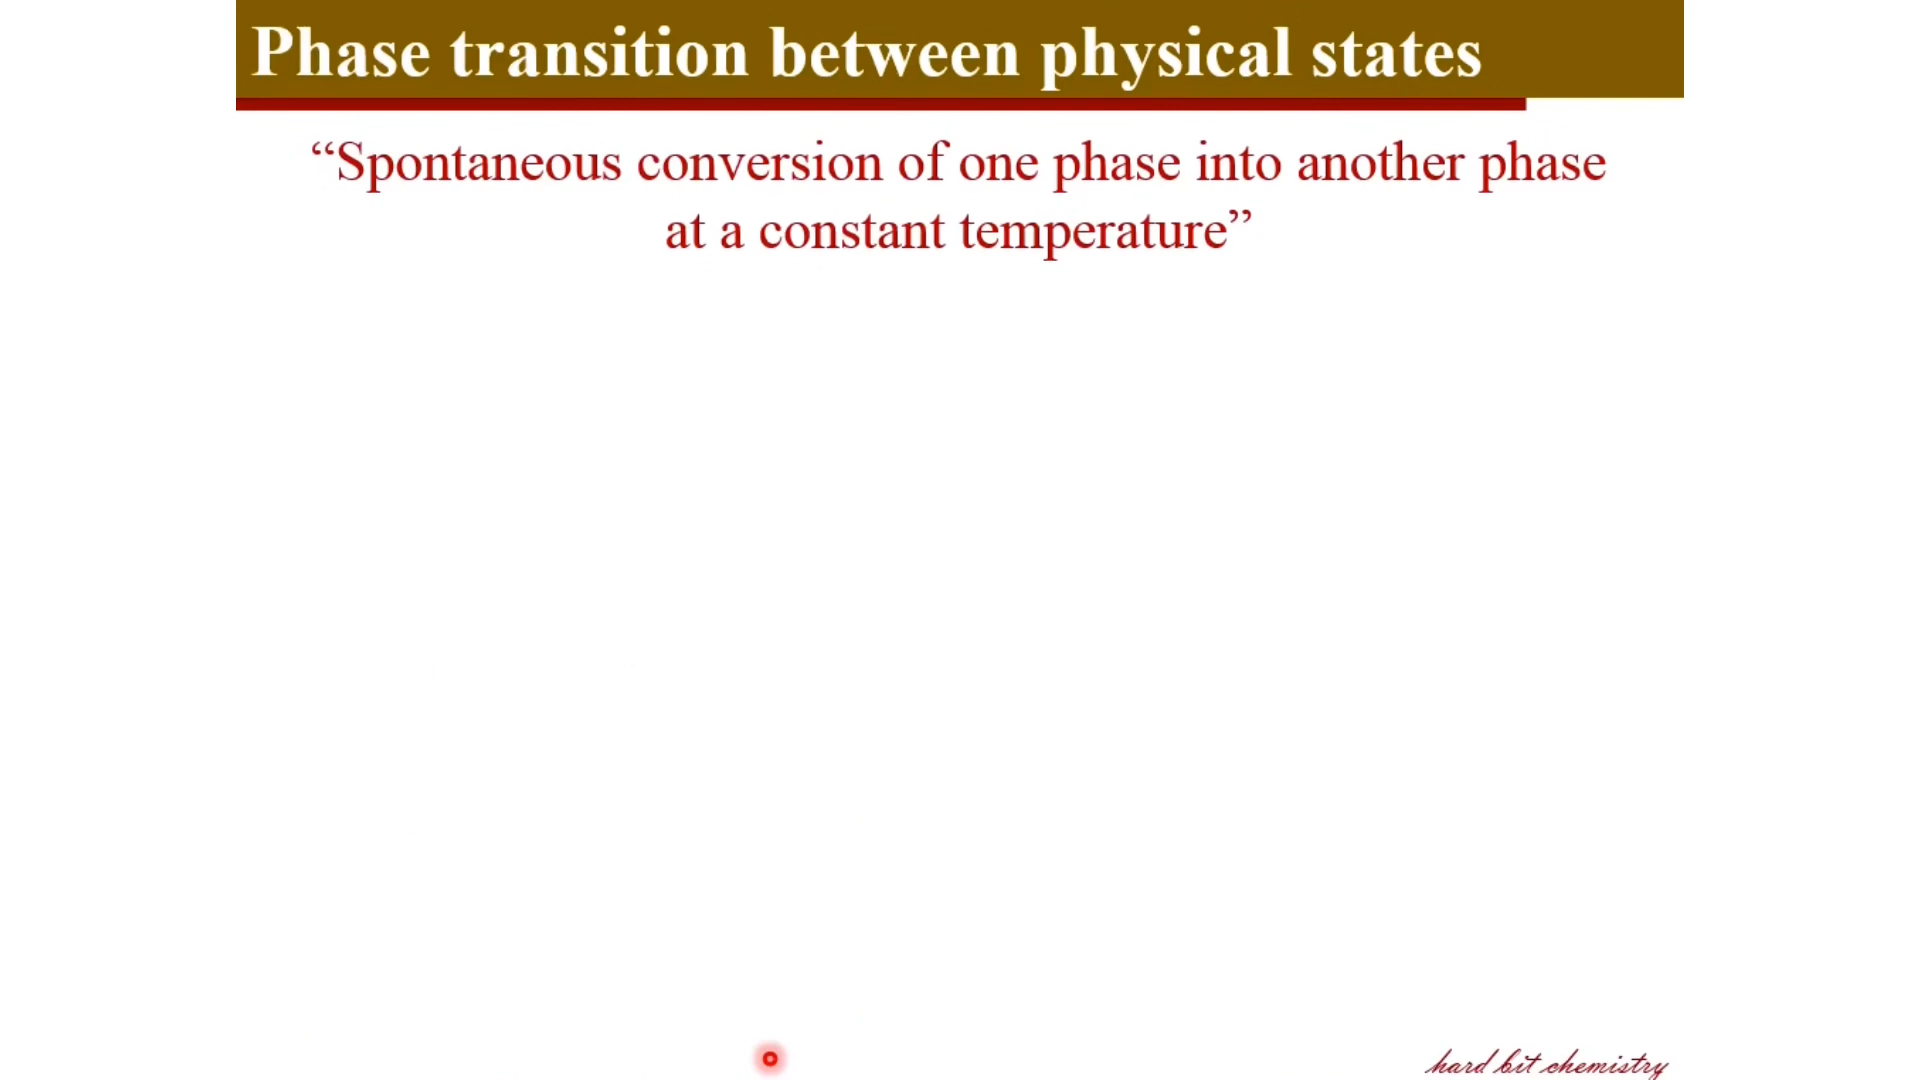 Phase transition between physical states
“Spontaneous conversion of one phase into another phase
at a constant temperature”
hard bit chemistry